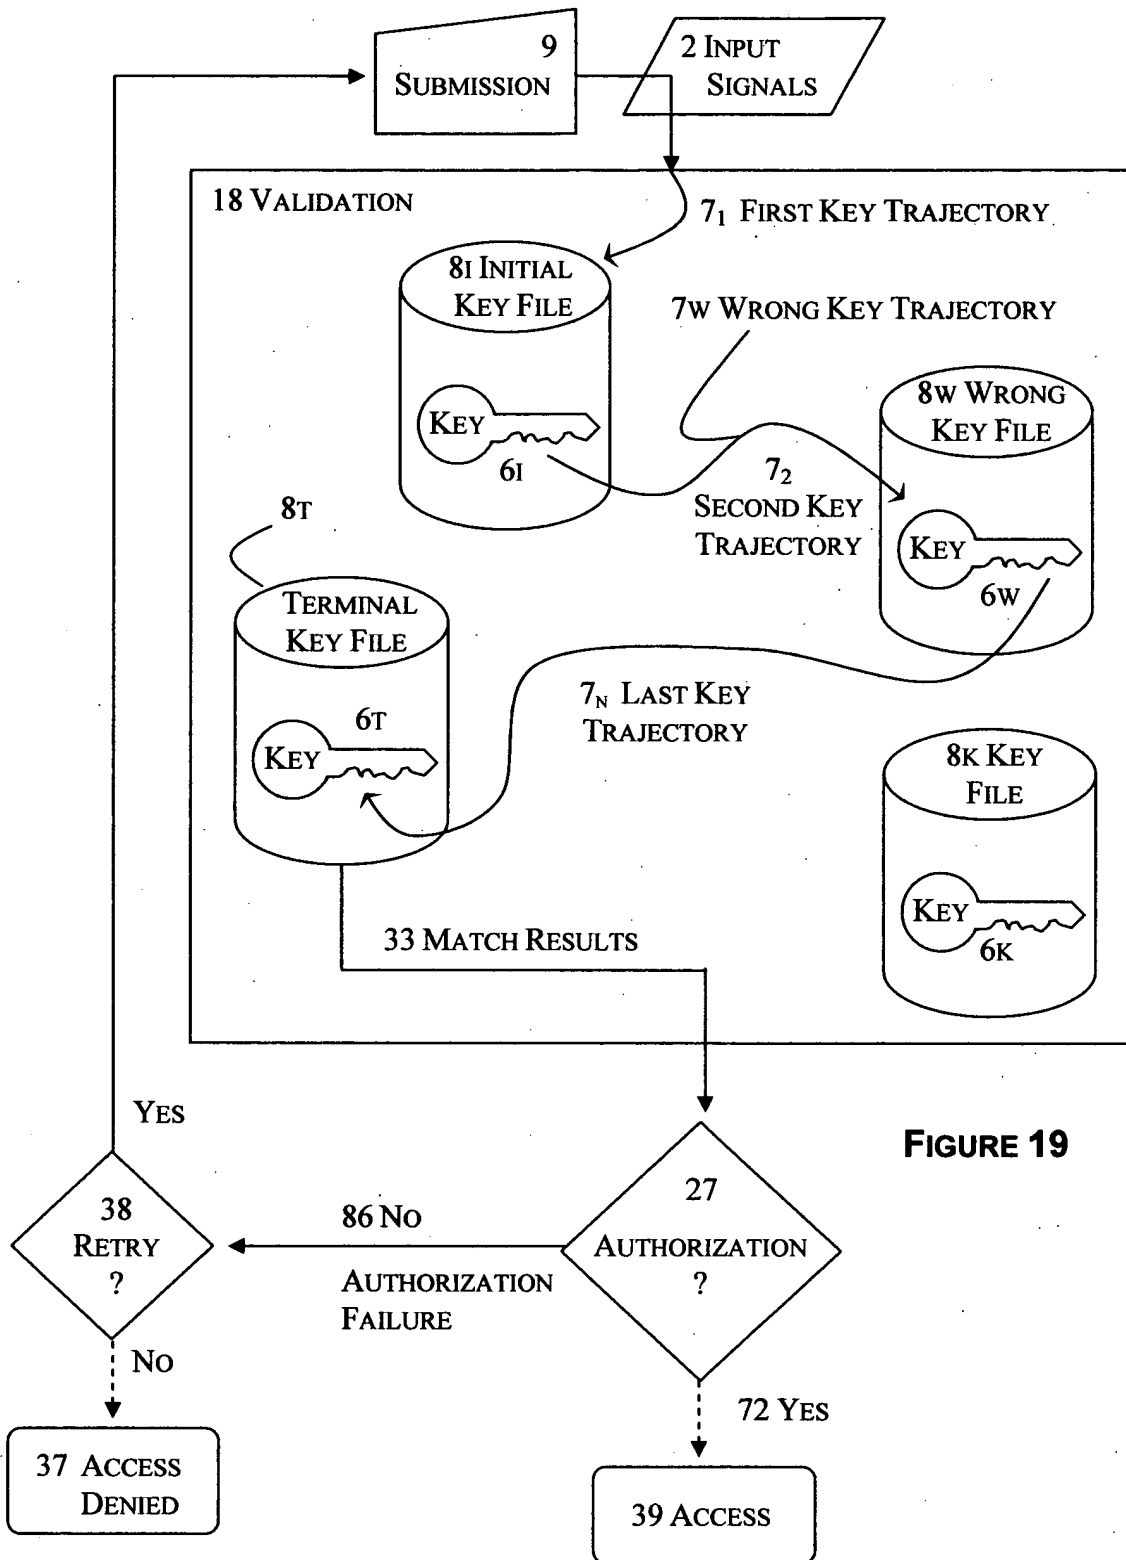 9
SUBMISSION
2 INPUT
SIGNALS
18 VALIDATION
7₁ FIRST KEY TRAJECTORY
8I INITIAL
KEY FILE
7W WRONG KEY TRAJECTORY
8W WRONG
KEY FILE
KEY
6I
7₂
SECOND KEY
TRAJECTORY
8T
KEY
6W
TERMINAL
KEY FILE
7N LAST KEY
TRAJECTORY
6T
KEY
8K KEY
FILE
KEY
6K
33 MATCH RESULTS
YES
FIGURE 19
38
RETRY
?
86 NO
AUTHORIZATION
FAILURE
27
AUTHORIZATION
?
NO
72 YES
37 ACCESS
DENIED
39 ACCESS